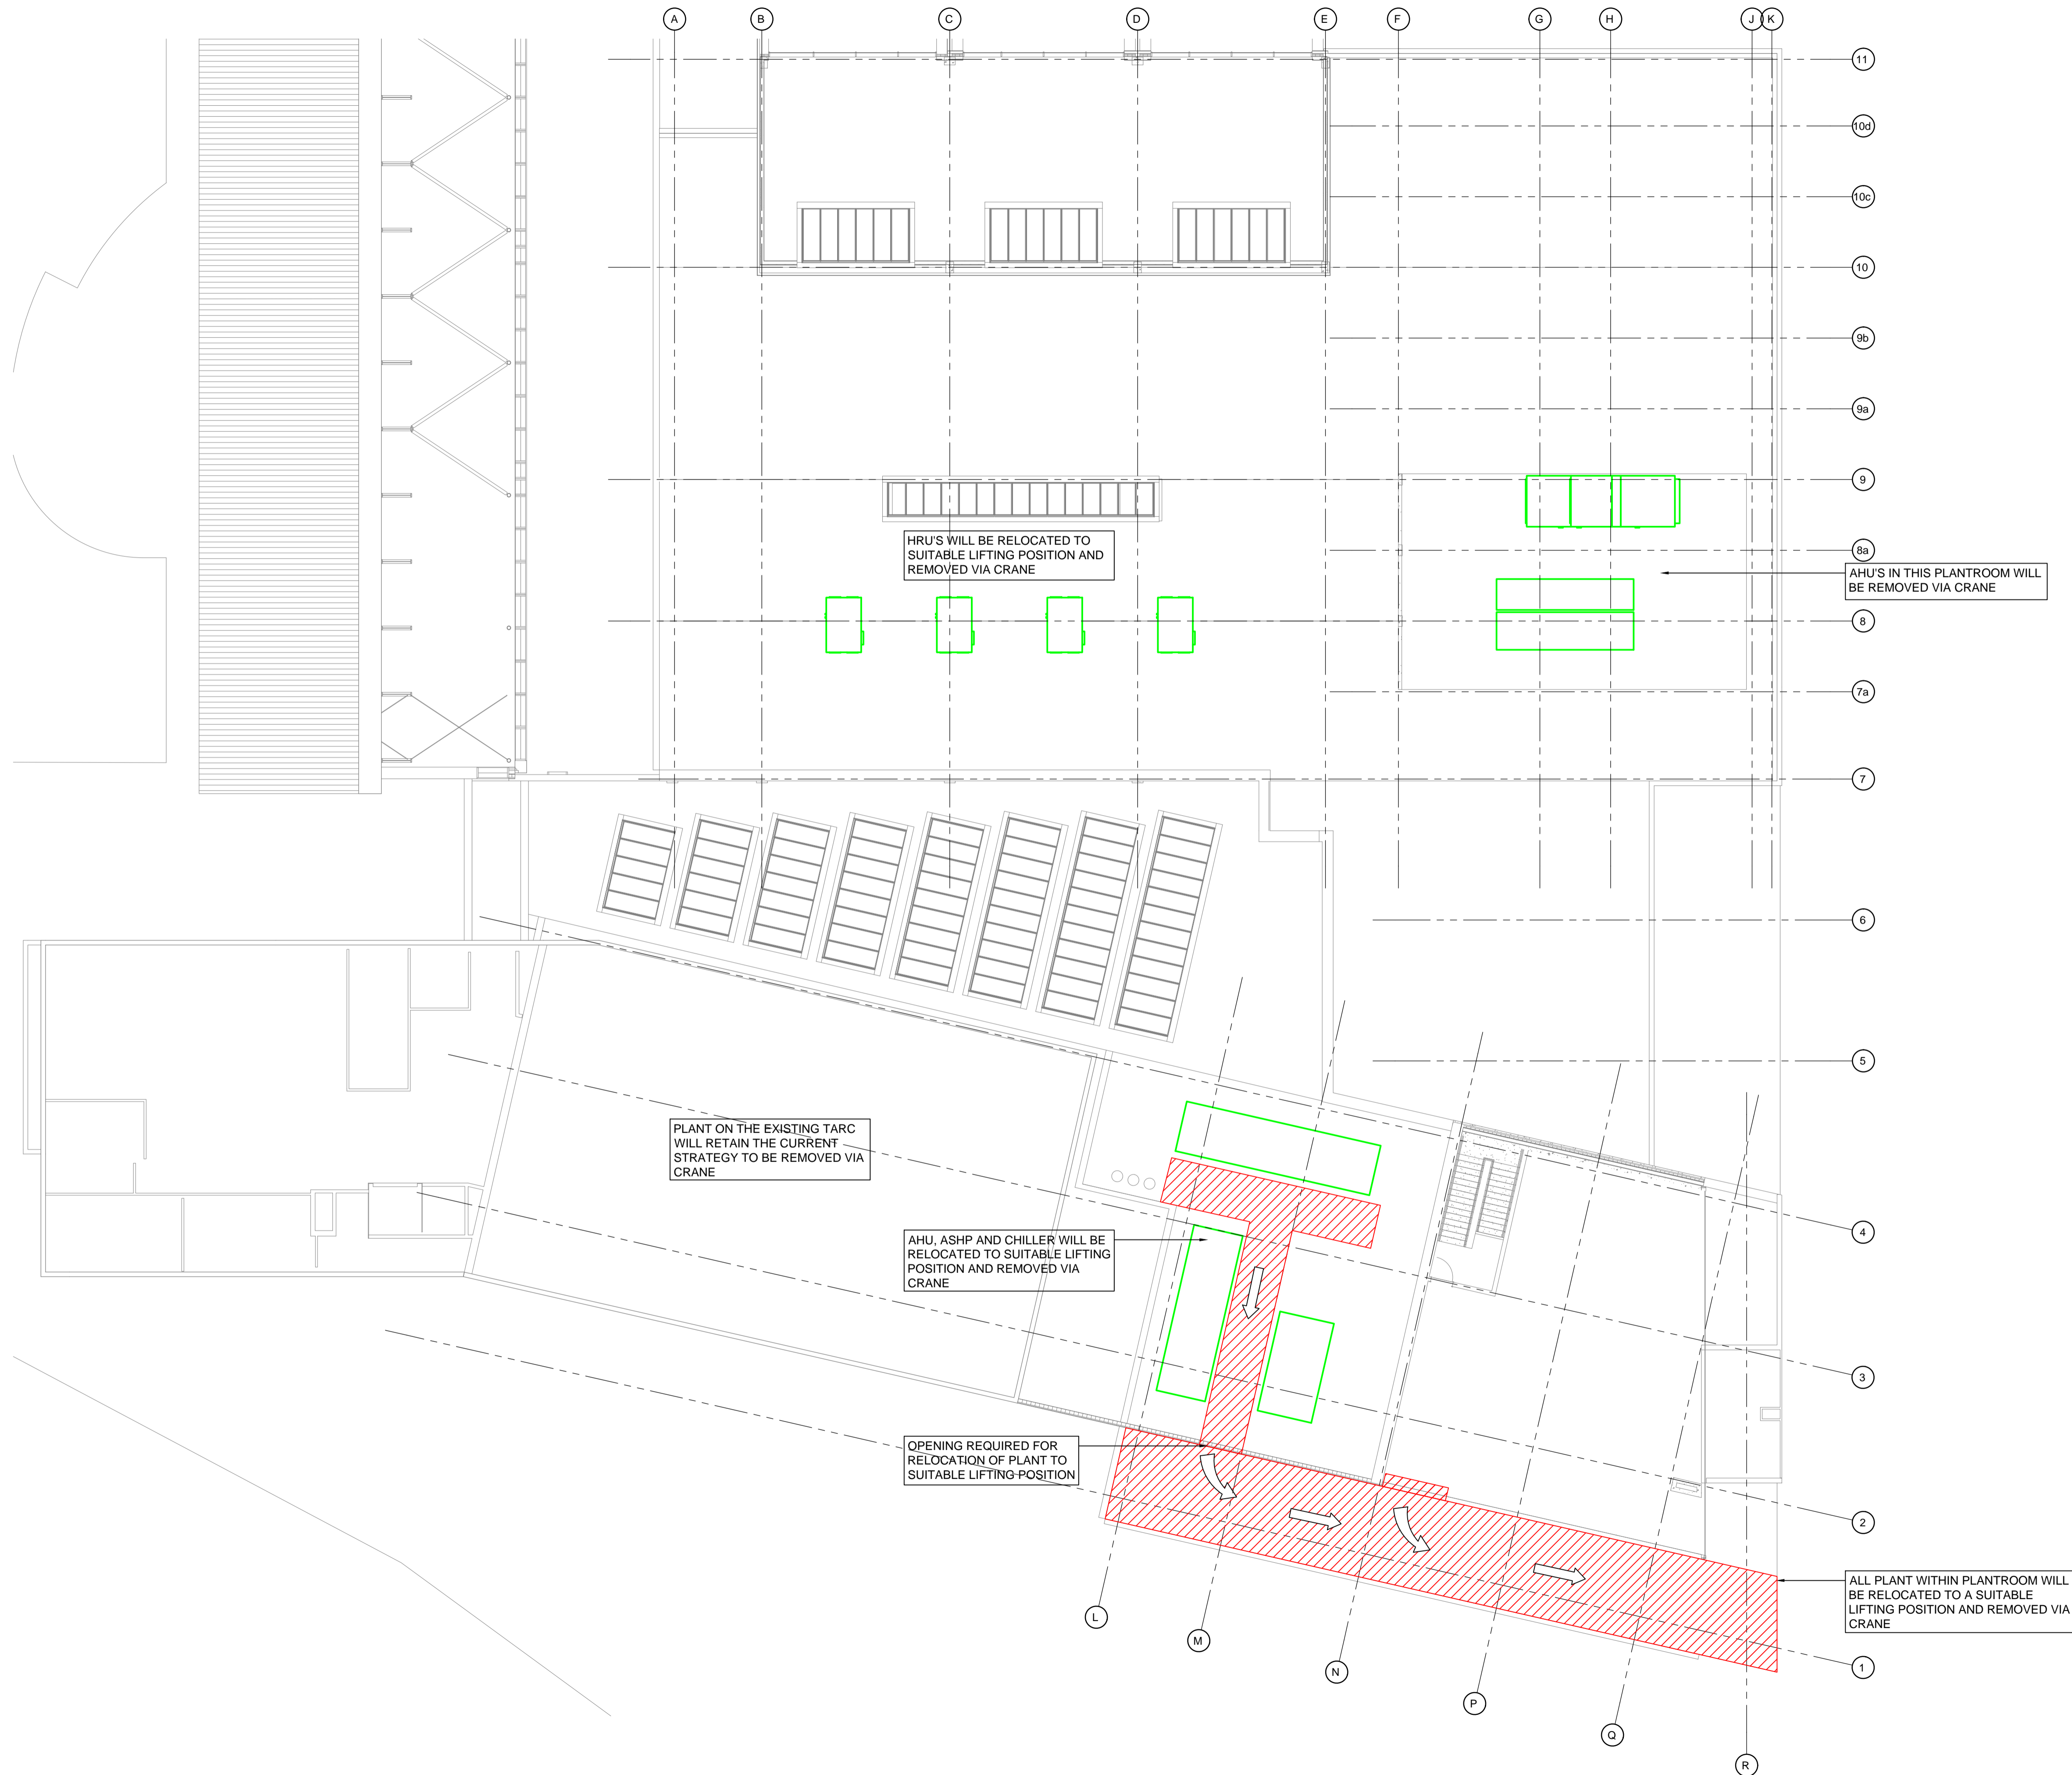 A
B
C
D
E
F
G
H
J
K
11
10d
10c
10
9b
9a
9
8a
8
7a
7
6
5
4
3
2
1
HRU'S WILL BE RELOCATED TO
SUITABLE LIFTING POSITION AND
REMOVED VIA CRANE
AHU'S IN THIS PLANTROOM WILL
BE REMOVED VIA CRANE
PLANT ON THE EXISTING TARC
WILL RETAIN THE CURRENT
STRATEGY TO BE REMOVED VIA
CRANE
AHU, ASHP AND CHILLER WILL BE
RELOCATED TO SUITABLE LIFTING
POSITION AND REMOVED VIA
CRANE
OPENING REQUIRED FOR
RELOCATION OF PLANT TO
SUITABLE LIFTING POSITION
ALL PLANT WITHIN PLANTROOM WILL
BE RELOCATED TO A SUITABLE
LIFTING POSITION AND REMOVED VIA
CRANE
L
M
N
P
Q
R